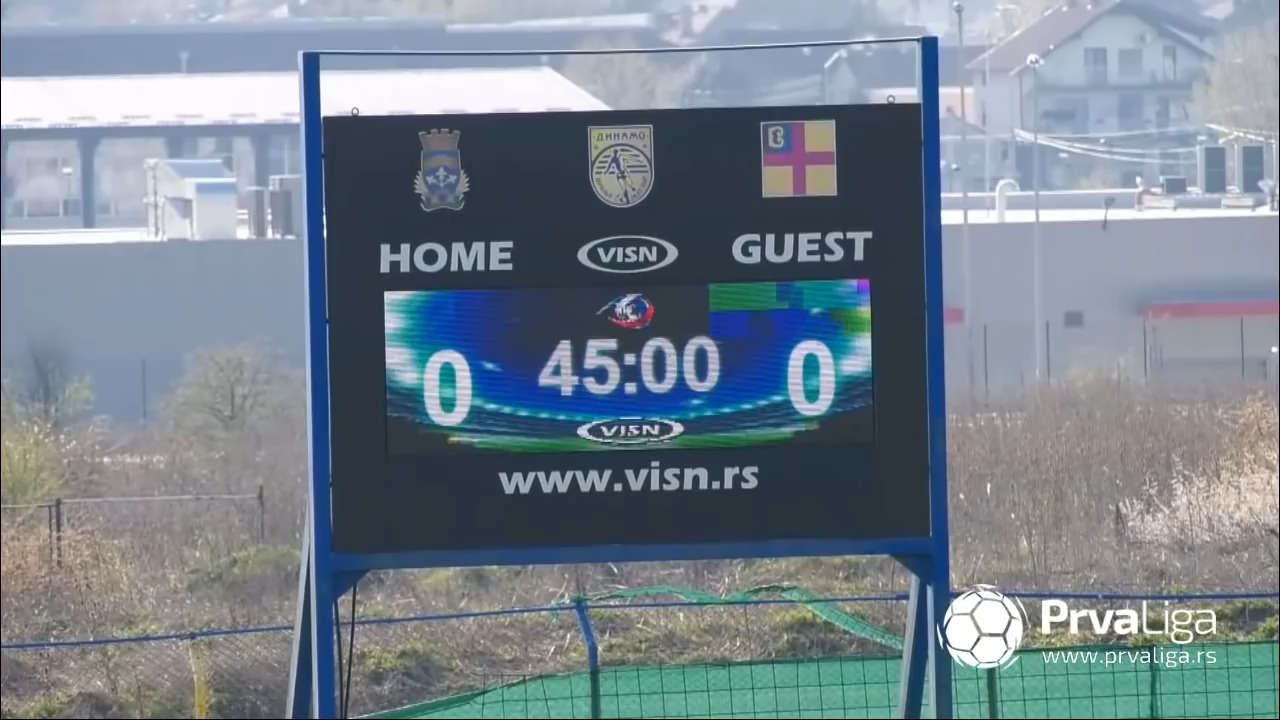 ДИНАМО
HOME VISN GUEST
0 45:00 0
VISN
www.visn.rs
PrvaLiga
www.prvaliga.rs